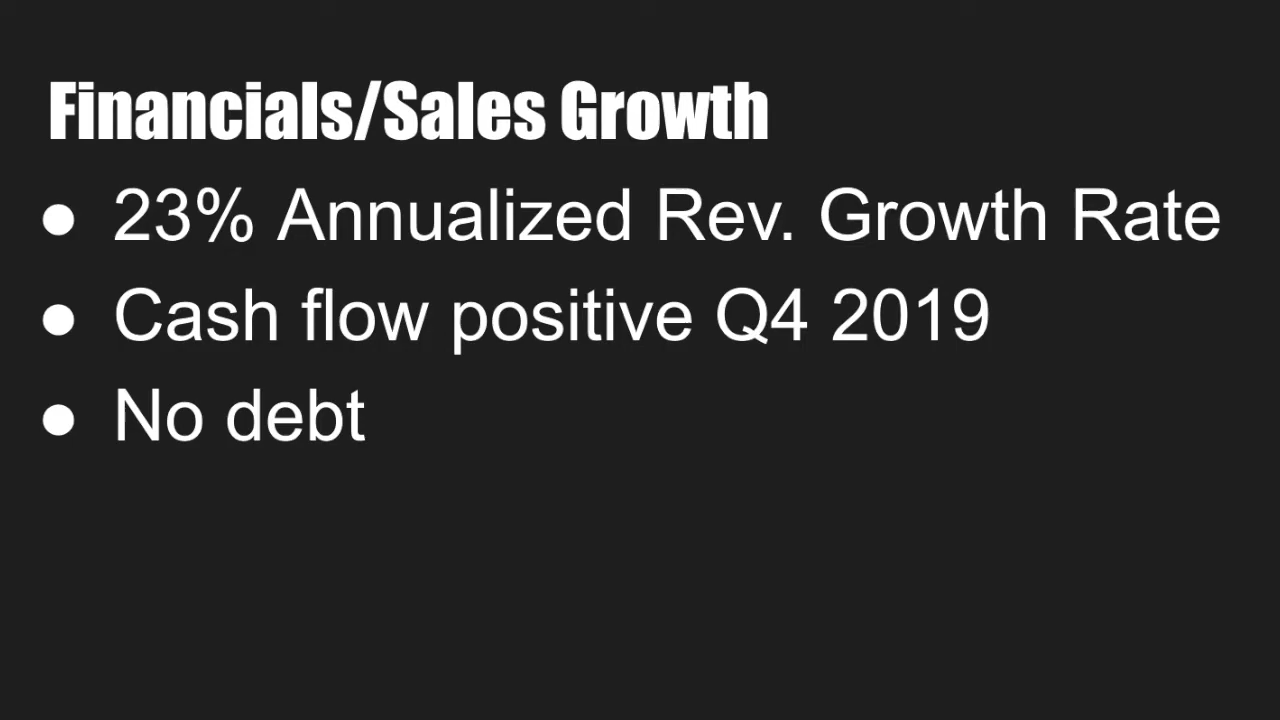 Financials/Sales Growth
● 23% Annualized Rev. Growth Rate
● Cash flow positive Q4 2019
● No debt